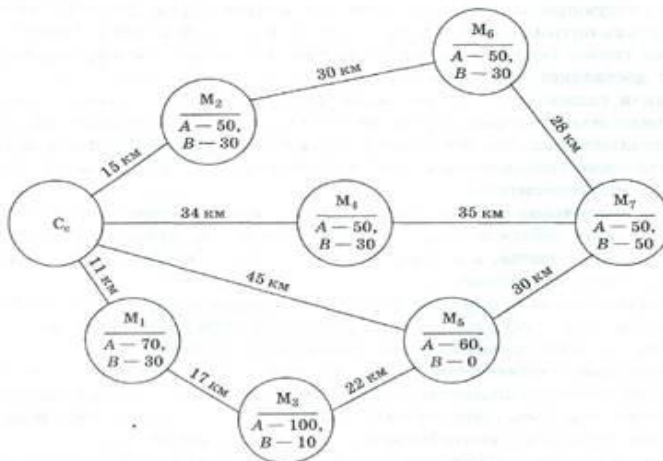 M₆
A — 50,
B — 30
30 км
M₂
A — 50,
B — 30
28 км
15 км
Cc
34 км
M₄
A — 50,
B — 30
35 км
M₇
A — 50,
B — 50
11 км
45 км
30 км
M₁
A — 70,
B — 30
M₅
A — 60,
B — 0
17 км
22 км
M₃
A — 100,
B — 10